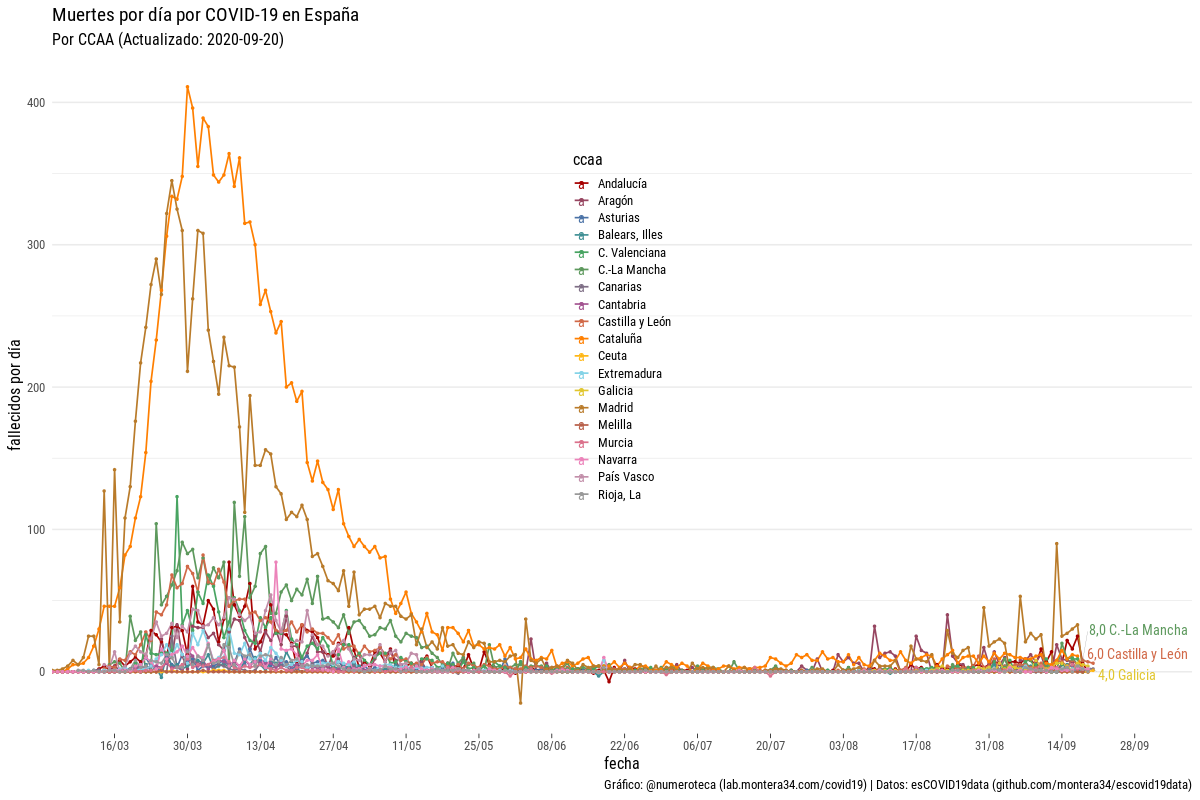 Muertes por día por COVID-19 en España
Por CCAA (Actualizado: 2020-09-20)
fallecidos por día
400
300
200
100
0
ccaa
Andalucía
Aragón
Asturias
Balears, Illes
C. Valenciana
C.-La Mancha
Canarias
Cantabria
Castilla y León
Cataluña
Ceuta
Extremadura
Galicia
Madrid
Melilla
Murcia
Navarra
País Vasco
Rioja, La
8,0 C.-La Mancha
6,0 Castilla y León
4,0 Galicia
16/03 30/03 13/04 27/04 11/05 25/05 08/06 22/06 06/07 20/07 03/08 17/08 31/08 14/09 28/09
fecha
Gráfico: @numeroteca (lab.montera34.com/covid19) | Datos: esCOVID19data (github.com/montera34/escovid19data)